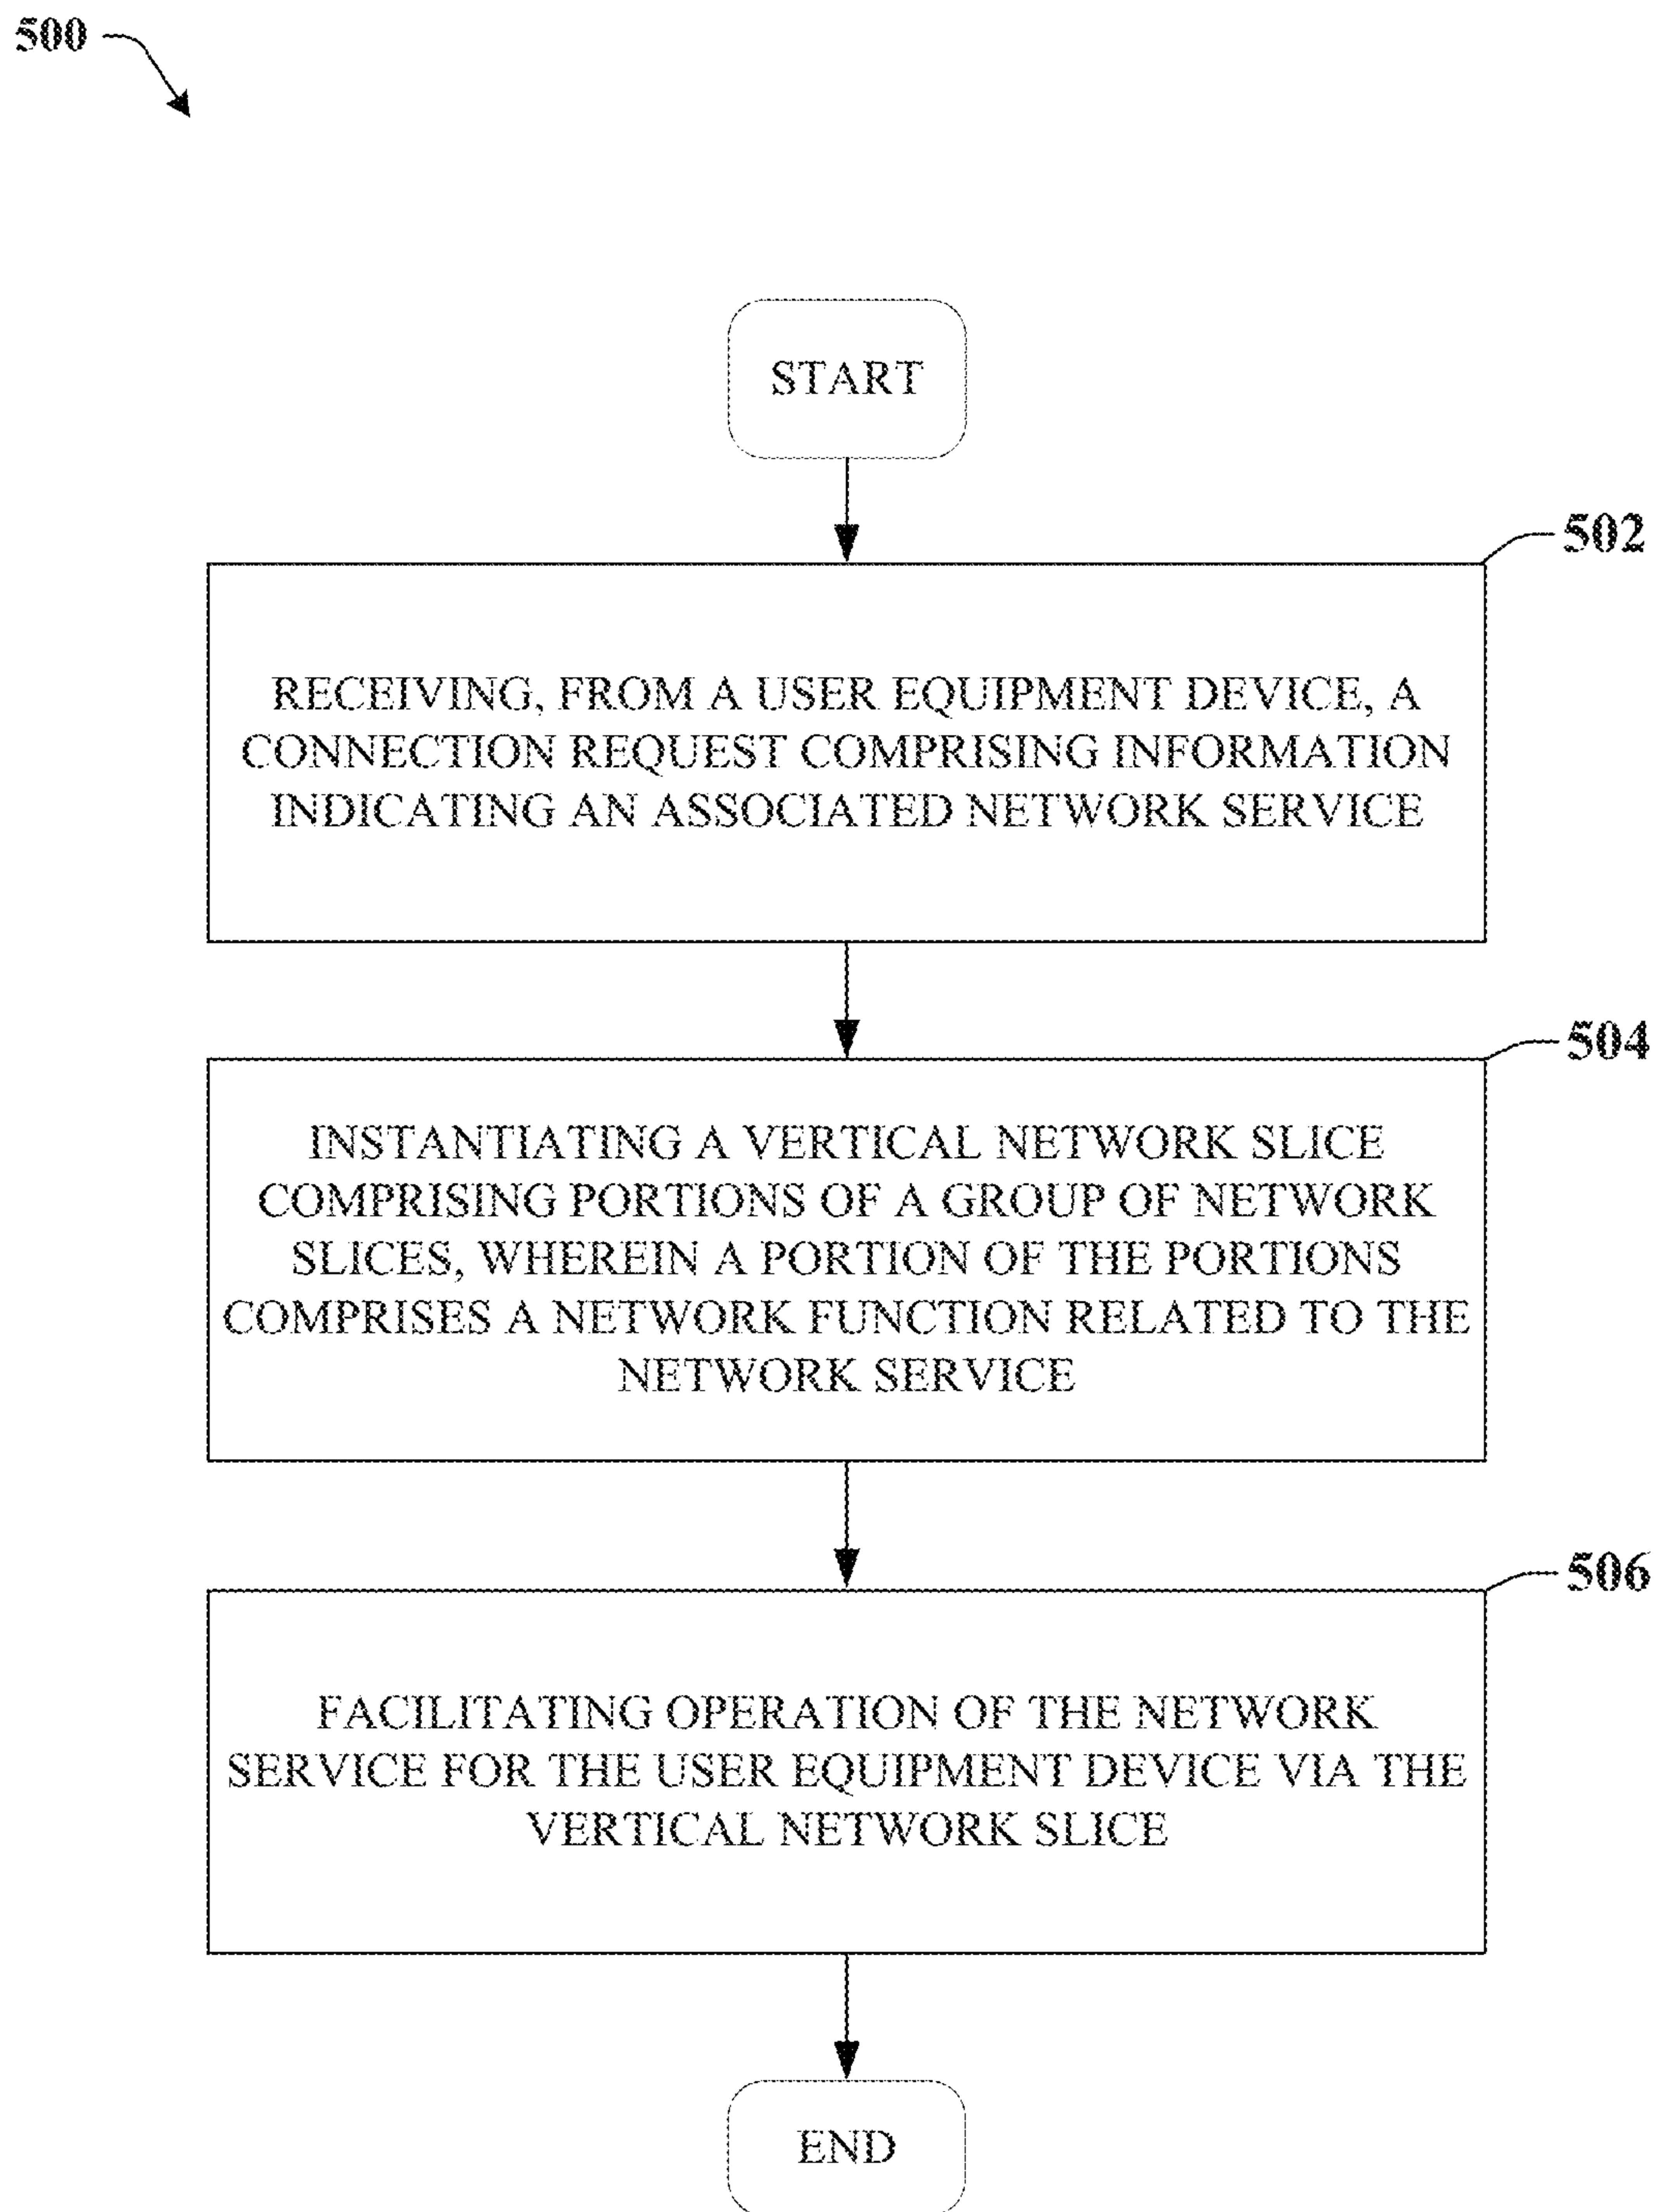 500
START
502
RECEIVING, FROM A USER EQUIPMENT DEVICE, A
CONNECTION REQUEST COMPRISING INFORMATION
INDICATING AN ASSOCIATED NETWORK SERVICE
504
INSTANTIATING A VERTICAL NETWORK SLICE
COMPRISING PORTIONS OF A GROUP OF NETWORK
SLICES, WHEREIN A PORTION OF THE PORTIONS
COMPRISES A NETWORK FUNCTION RELATED TO THE
NETWORK SERVICE
506
FACILITATING OPERATION OF THE NETWORK
SERVICE FOR THE USER EQUIPMENT DEVICE VIA THE
VERTICAL NETWORK SLICE
END